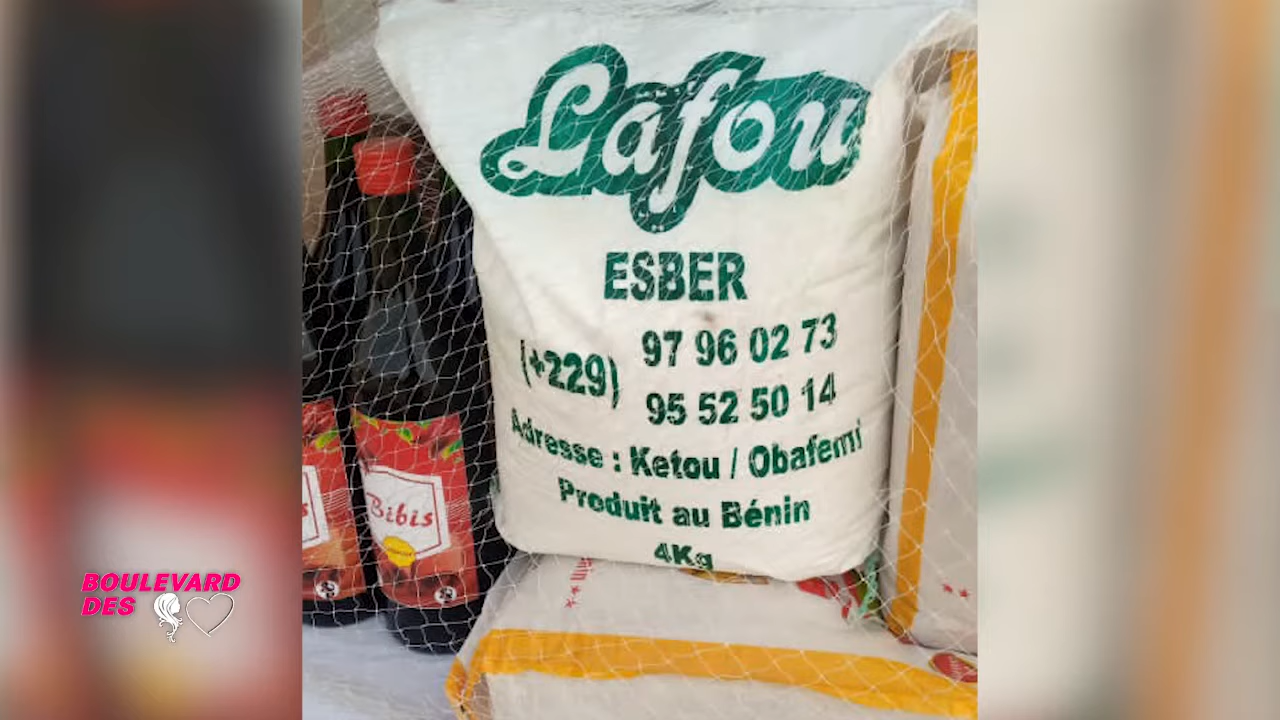 Lafou
ESBER
(+229) 97 96 02 73
95 52 50 14
Adresse : Ketou / Obafemi
Produit au Bénin
4Kg
Bibis
BOULEVARD
DES